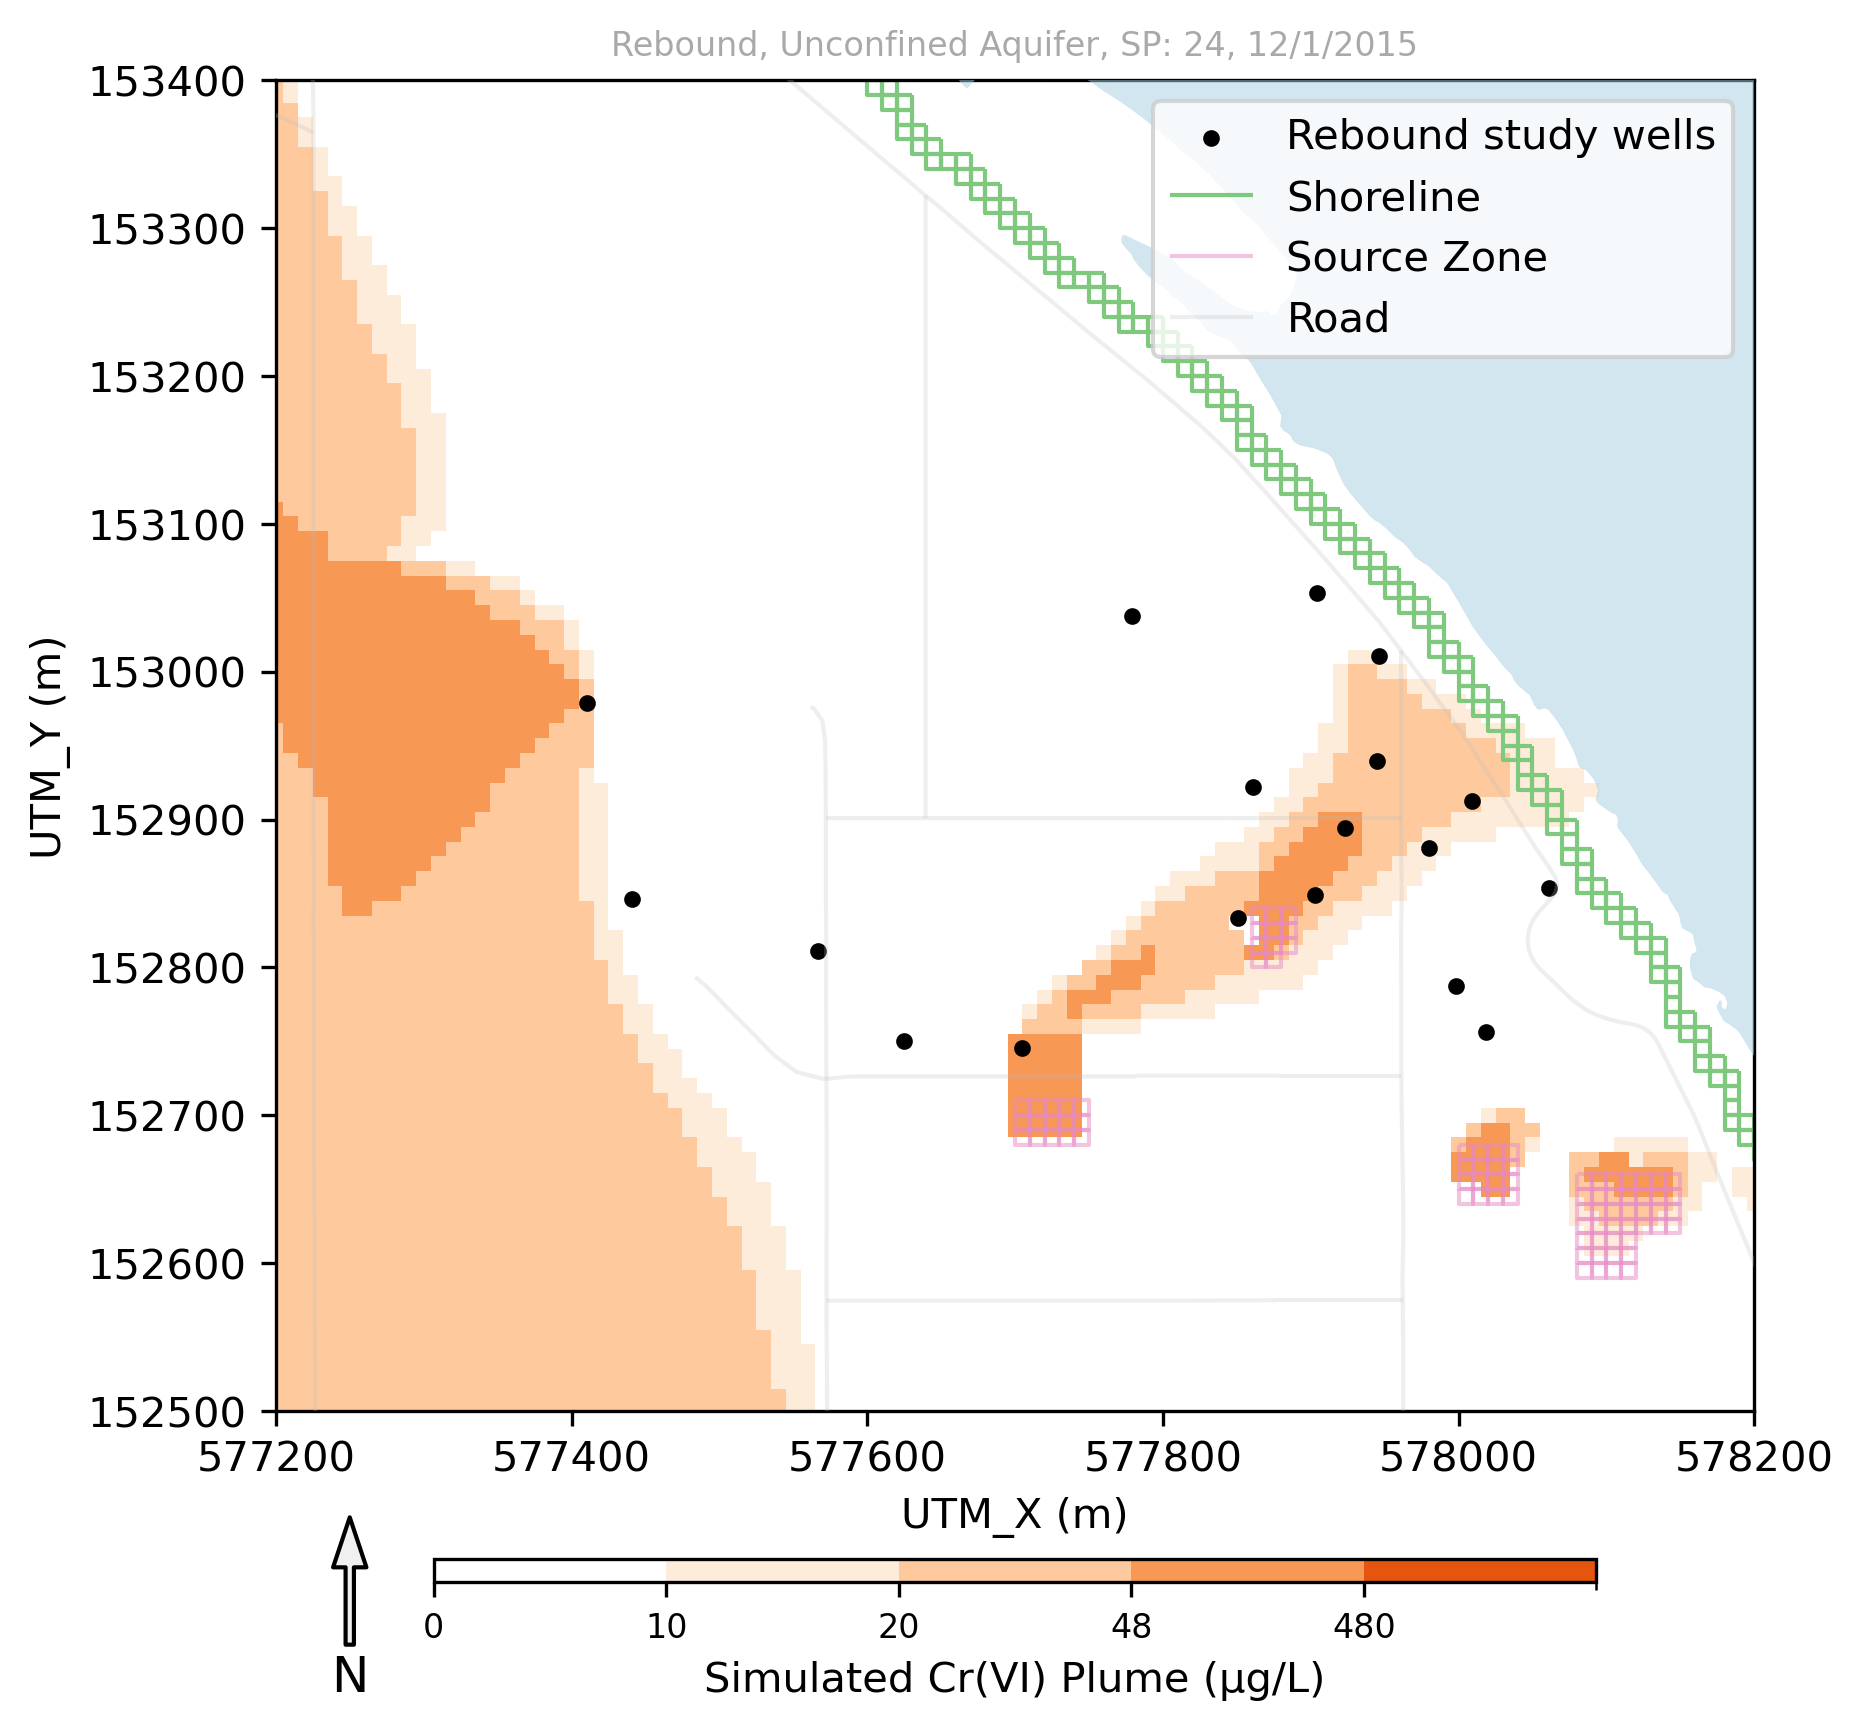 Rebound, Unconfined Aquifer, SP: 24, 12/1/2015
153400
153300
153200
153100
153000
152900
152800
152700
152600
152500
UTM_Y (m)
Rebound study wells
Shoreline
Source Zone
Road
577200 577400 577600 577800 578000 578200
UTM_X (m)
N
0 10 20 48 480
Simulated Cr(VI) Plume (μg/L)